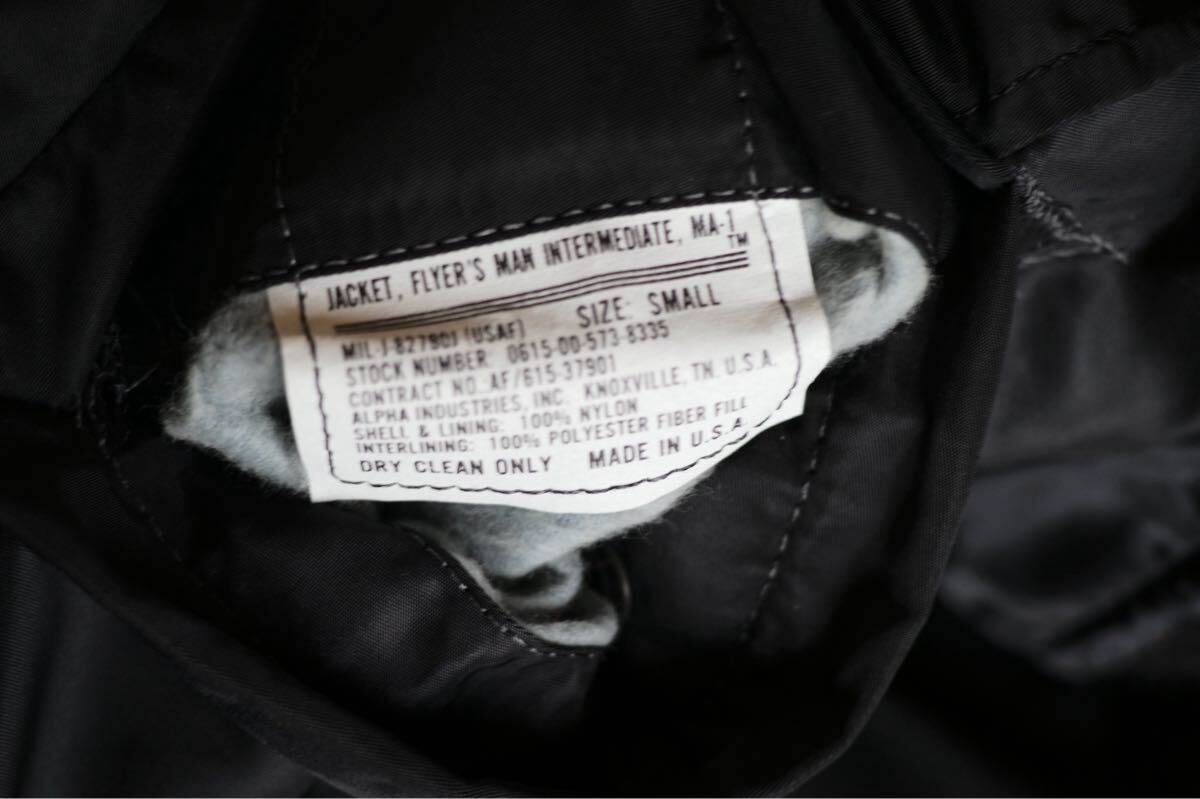 JACKET, FLYER'S MAN INTERMEDIATE, MA-1 ™
MIL-J-8279OJ (USAF) SIZE: SMALL
STOCK NUMBER: 0615-00-573-8335
CONTRACT NO. AF/615-37901
ALPHA INDUSTRIES, INC. KNOXVILLE, TN. U.S.A.
SHELL & LINING: 100% NYLON
INTERLINING: 100% POLYESTER FIBER FILL
DRY CLEAN ONLY MADE IN U.S.A.